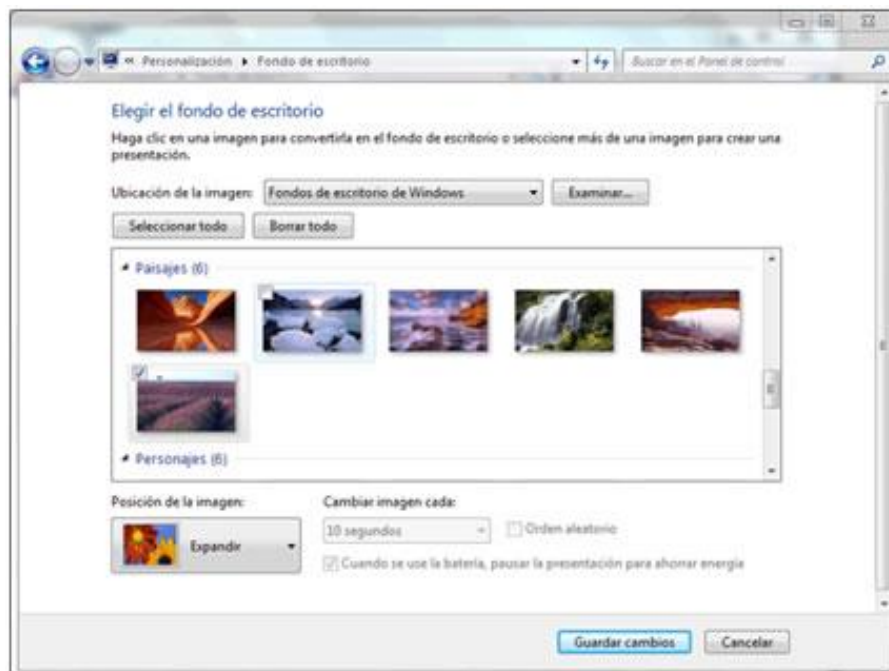 « Personalización ▸ Fondo de escritorio
Buscar en el Panel de control
Elegir el fondo de escritorio
Haga clic en una imagen para convertirla en el fondo de escritorio o seleccione más de una imagen para crear una
presentación.
Ubicación de la imagen: Fondos de escritorio de Windows Examinar...
Seleccionar todo Borrar todo
Paisajes (6)
Personajes (6)
Posición de la imagen: Cambiar imagen cada:
Expandir 10 segundos Orden aleatorio
Cuando se use la batería, pausar la presentación para ahorrar energía
Guardar cambios Cancelar